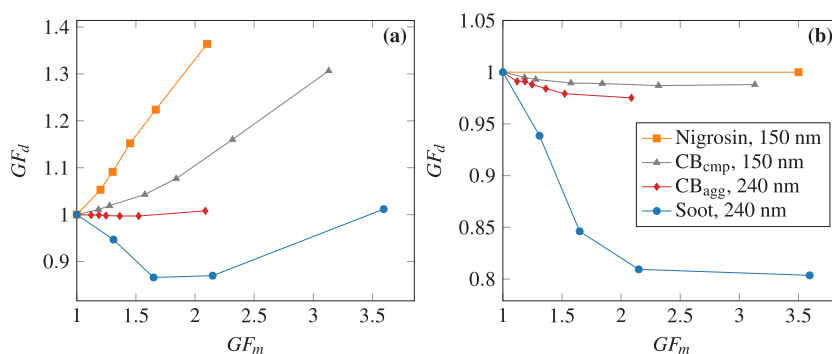 (a)
1.4
1.3
1.2
1.1
1
0.9
GF_d
1 1.5 2 2.5 3 3.5
GF_m
(b)
1.05
1
0.95
0.9
0.85
0.8
GF_d
Nigrosin, 150 nm
CB_cmp, 150 nm
CB_agg, 240 nm
Soot, 240 nm
1 1.5 2 2.5 3 3.5
GF_m